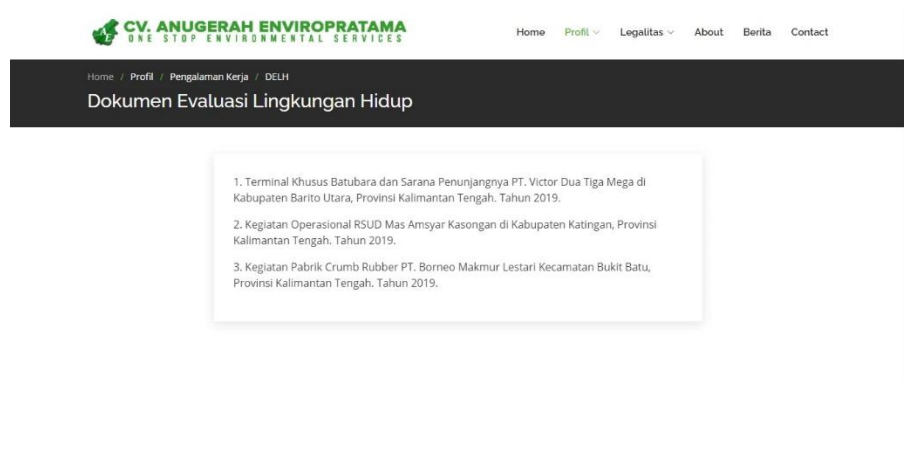 CV. ANUGERAH ENVIROPRATAMA
ONE STOP ENVIRONMENTAL SERVICES
Home Profil Legalitas About Berita Contact
Home / Profil / Pengalaman Kerja / DELH
Dokumen Evaluasi Lingkungan Hidup
1. Terminal Khusus Batubara dan Sarana Penunjangnya PT. Victor Dua Tiga Mega di
Kabupaten Barito Utara, Provinsi Kalimantan Tengah. Tahun 2019.
2. Kegiatan Operasional RSUD Mas Amsyar Kasongan di Kabupaten Katingan, Provinsi
Kalimantan Tengah. Tahun 2019.
3. Kegiatan Pabrik Crumb Rubber PT. Borneo Makmur Lestari Kecamatan Bukit Batu,
Provinsi Kalimantan Tengah. Tahun 2019.